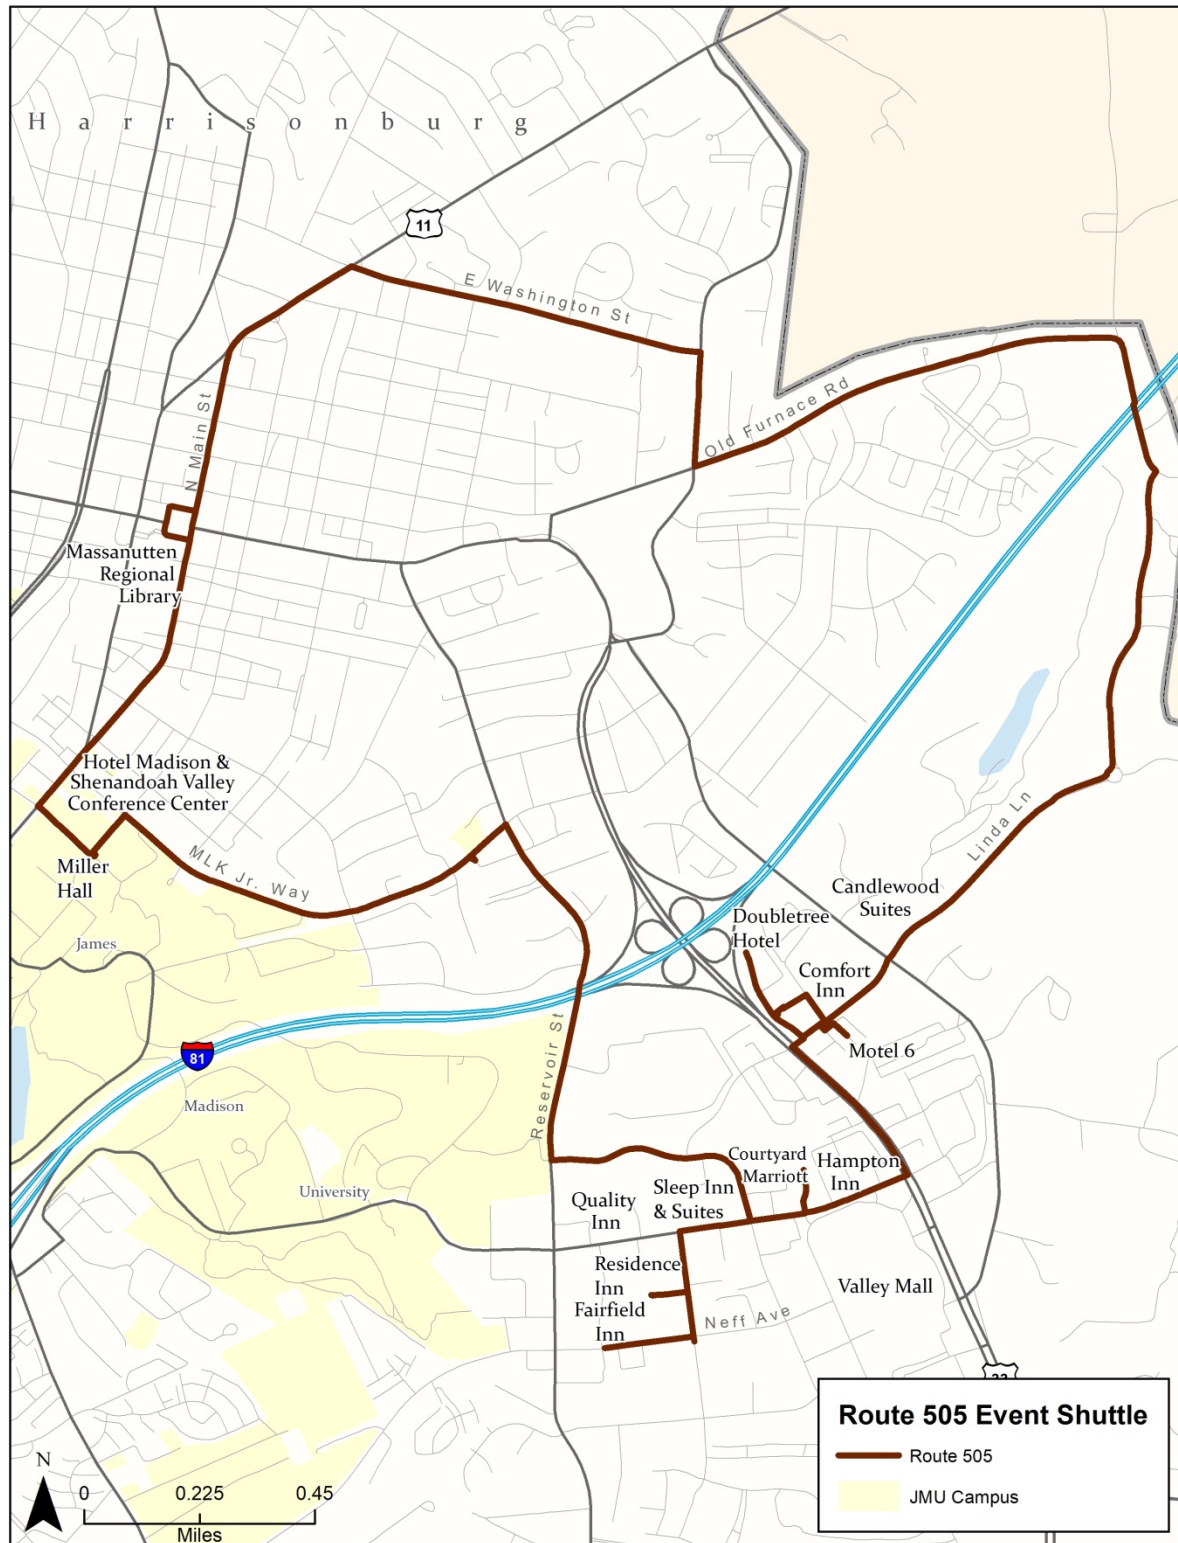 Harrisonburg
11
E Washington St
Old Furnace Rd
N Main St
Massanutten
Regional
Library
Hotel Madison &
Shenandoah Valley
Conference Center
Miller
Hall
MLK Jr. Way
James
Linda Ln
Candlewood
Suites
Doubletree
Hotel
Comfort
Inn
Motel 6
81
Madison
Reservoir St
University
Courtyard
Marriott
Hampton
Inn
Sleep Inn
& Suites
Quality
Inn
Residence
Inn
Fairfield
Inn
Neff Ave
Valley Mall
Route 505 Event Shuttle
Route 505
JMU Campus
N
0 0.225 0.45
Miles